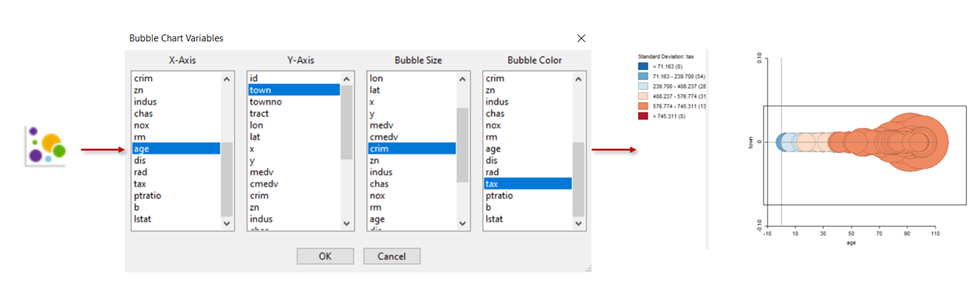 Bubble Chart Variables
X-Axis
crim
zn
indus
chas
nox
rm
age
dis
rad
tax
ptratio
b
lstat
Y-Axis
id
town
townno
tract
lon
lat
x
y
medv
cmedv
crim
zn
indus
Bubble Size
lon
lat
x
y
medv
cmedv
crim
zn
indus
chas
nox
rm
age
Bubble Color
crim
zn
indus
chas
nox
rm
age
dis
rad
tax
ptratio
b
lstat
OK
Cancel
Standard Deviation: tax
< 71.163 (0)
71.163 - 239.700 (54)
239.700 - 408.237 (26
408.237 - 576.774 (31
576.774 - 745.311 (13
> 745.311 (0)
0.10
town
0
-0.10
-10 10 30 50 70 90 110
age